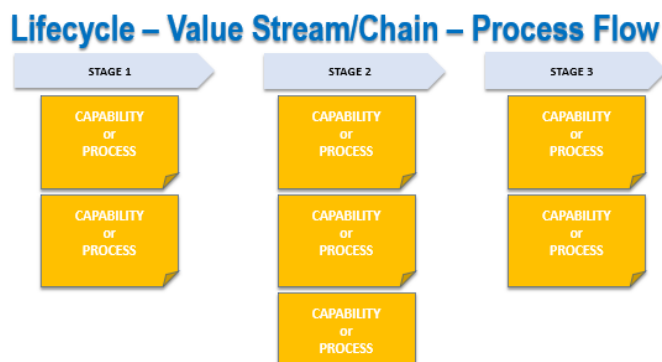 Lifecycle – Value Stream/Chain – Process Flow
STAGE 1
STAGE 2
STAGE 3
CAPABILITY
or
PROCESS
CAPABILITY
or
PROCESS
CAPABILITY
or
PROCESS
CAPABILITY
or
PROCESS
CAPABILITY
or
PROCESS
CAPABILITY
or
PROCESS
CAPABILITY
or
PROCESS